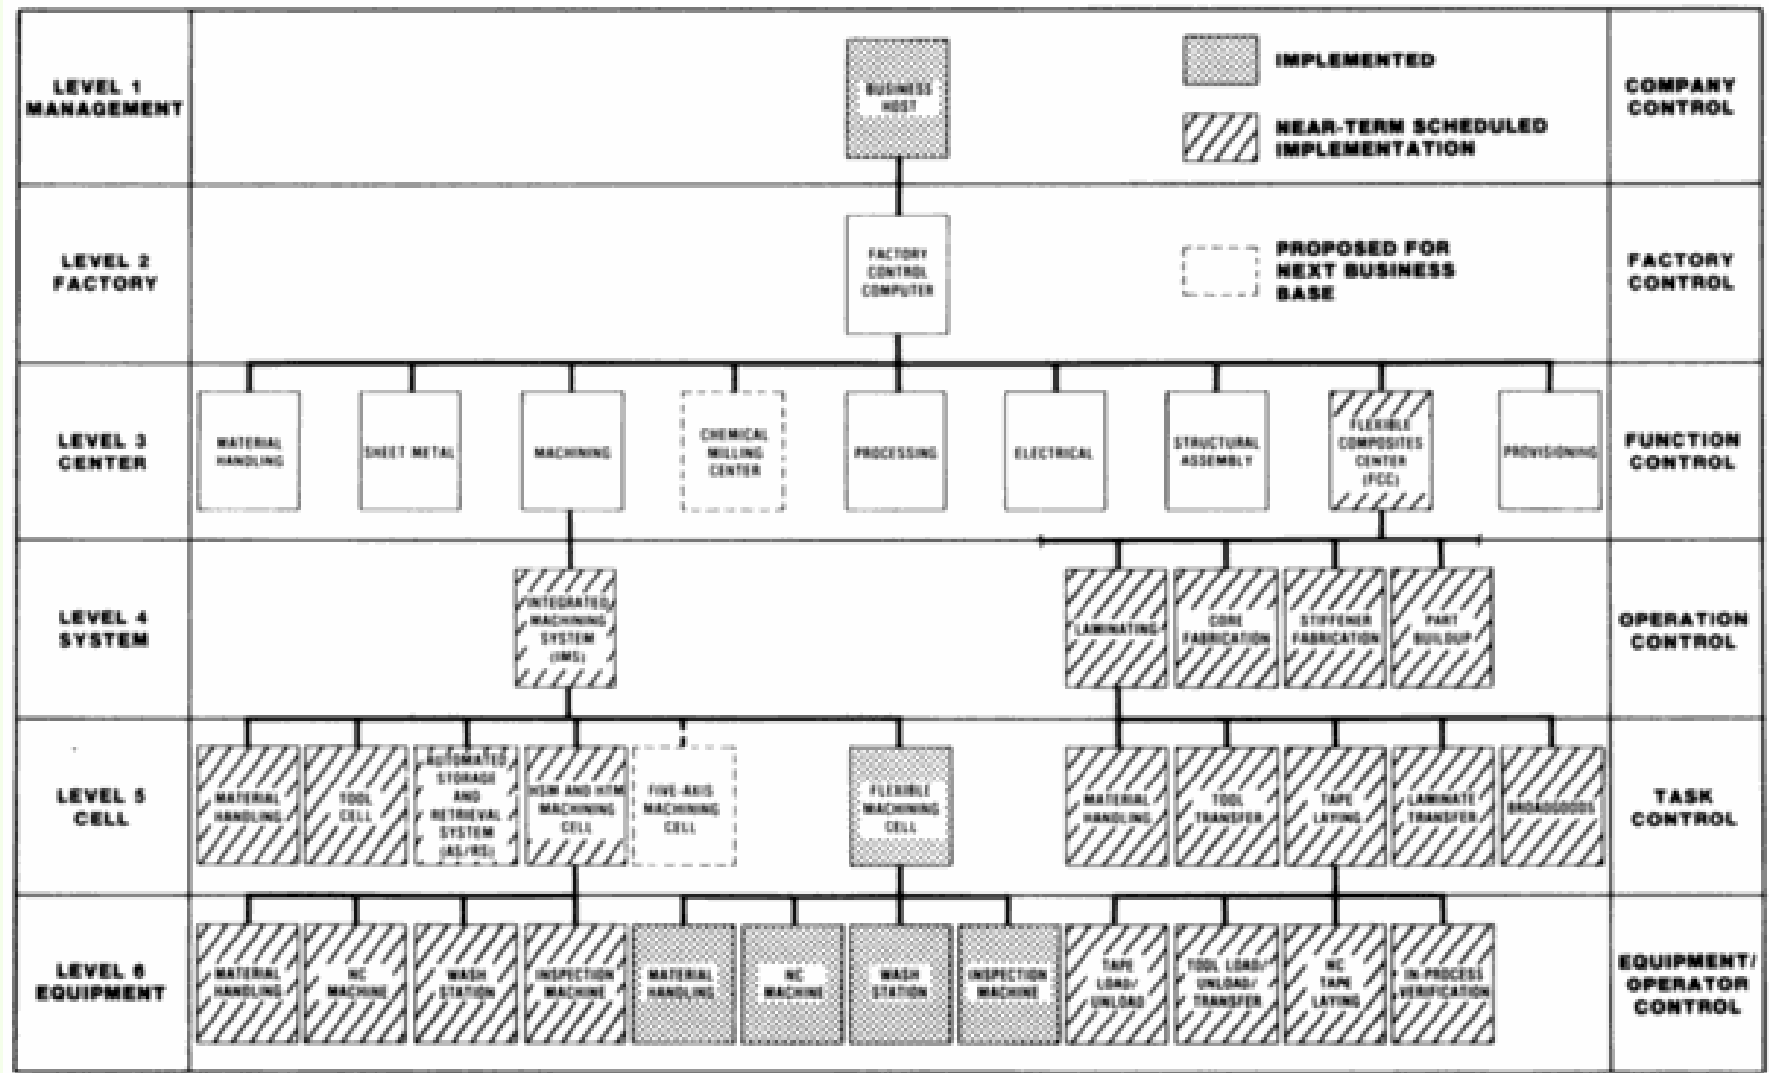 LEVEL 1
MANAGEMENT
BUSINESS
HOST
IMPLEMENTED
NEAR-TERM SCHEDULED
IMPLEMENTATION
COMPANY
CONTROL
LEVEL 2
FACTORY
FACTORY
CONTROL
COMPUTER
PROPOSED FOR
NEXT BUSINESS
BASE
FACTORY
CONTROL
LEVEL 3
CENTER
MATERIAL
HANDLING
SHEET METAL
MACHINING
CHEMICAL
MILLING
CENTER
PROCESSING
ELECTRICAL
STRUCTURAL
ASSEMBLY
FLEXIBLE
COMPOSITES
CENTER
(FCC)
PROVISIONING
FUNCTION
CONTROL
LEVEL 4
SYSTEM
INTEGRATED
MACHINING
SYSTEM
(IMS)
LAMINATING
CORE
FABRICATION
STIFFENER
FABRICATION
PART
BUILDUP
OPERATION
CONTROL
LEVEL 5
CELL
MATERIAL
HANDLING
TOOL
CELL
AUTOMATED
STORAGE
AND
RETRIEVAL
SYSTEM
(AS/RS)
HSM AND HTM
MACHINING
CELL
FIVE-AXIS
MACHINING
CELL
FLEXIBLE
MACHINING
CELL
MATERIAL
HANDLING
TOOL
TRANSFER
TAPE
LAYING
LAMINATE
TRANSFER
BROADGOODS
TASK
CONTROL
LEVEL 6
EQUIPMENT
MATERIAL
HANDLING
NC
MACHINE
WASH
STATION
INSPECTION
MACHINE
MATERIAL
HANDLING
NC
MACHINE
WASH
STATION
INSPECTION
MACHINE
TAPE
LOAD/
UNLOAD
TOOL LOAD/
UNLOAD/
TRANSFER
NC
TAPE
LAYING
IN-PROCESS
VERIFICATION
EQUIPMENT/
OPERATOR
CONTROL